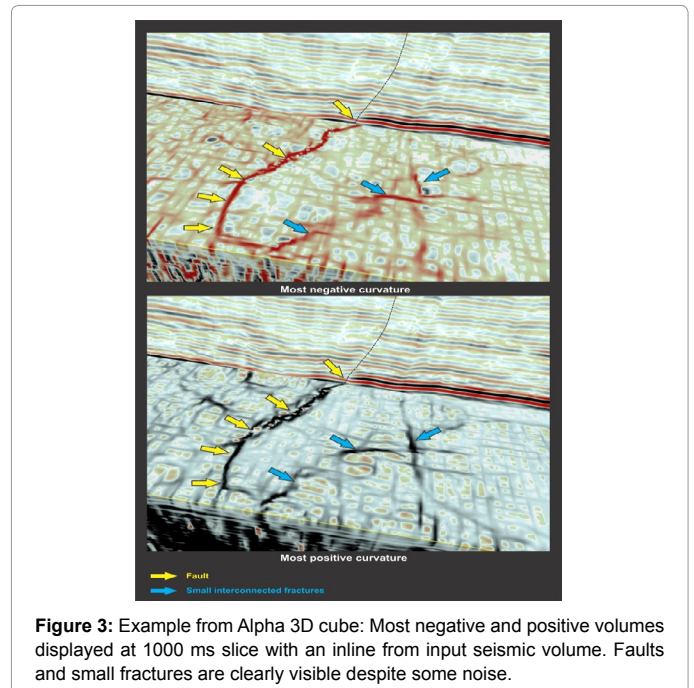 Most negative curvature
Most positive curvature
Fault
Small interconnected fractures
Figure 3: Example from Alpha 3D cube: Most negative and positive volumes
displayed at 1000 ms slice with an inline from input seismic volume. Faults
and small fractures are clearly visible despite some noise.